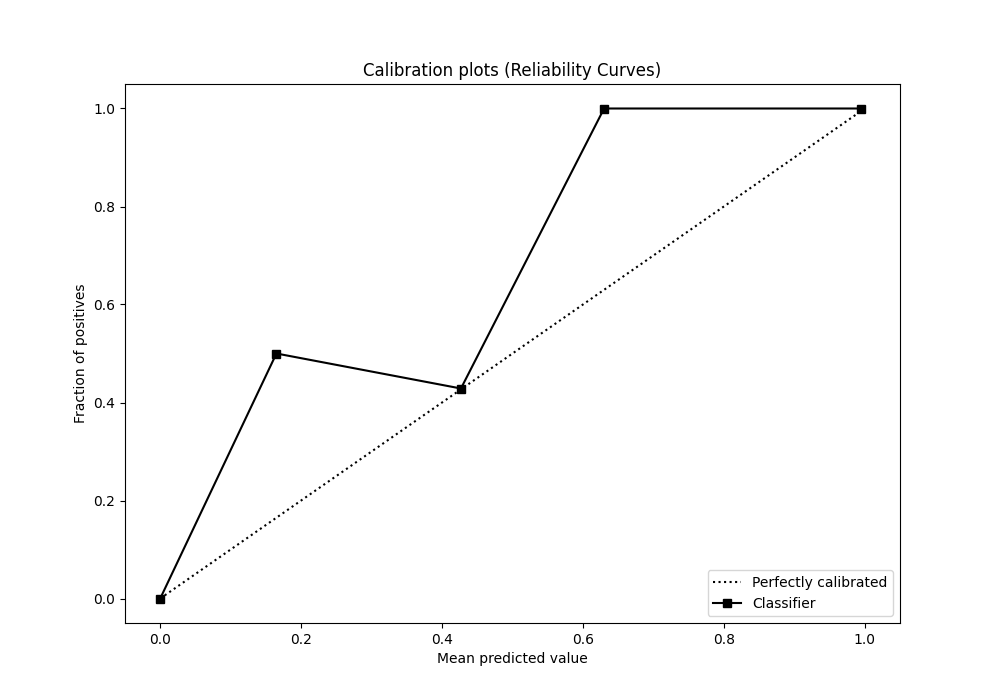 Calibration plots (Reliability Curves)
1.0
0.8
0.6
0.4
0.2
0.0
Fraction of positives
0.0 0.2 0.4 0.6 0.8 1.0
Mean predicted value
Perfectly calibrated
Classifier